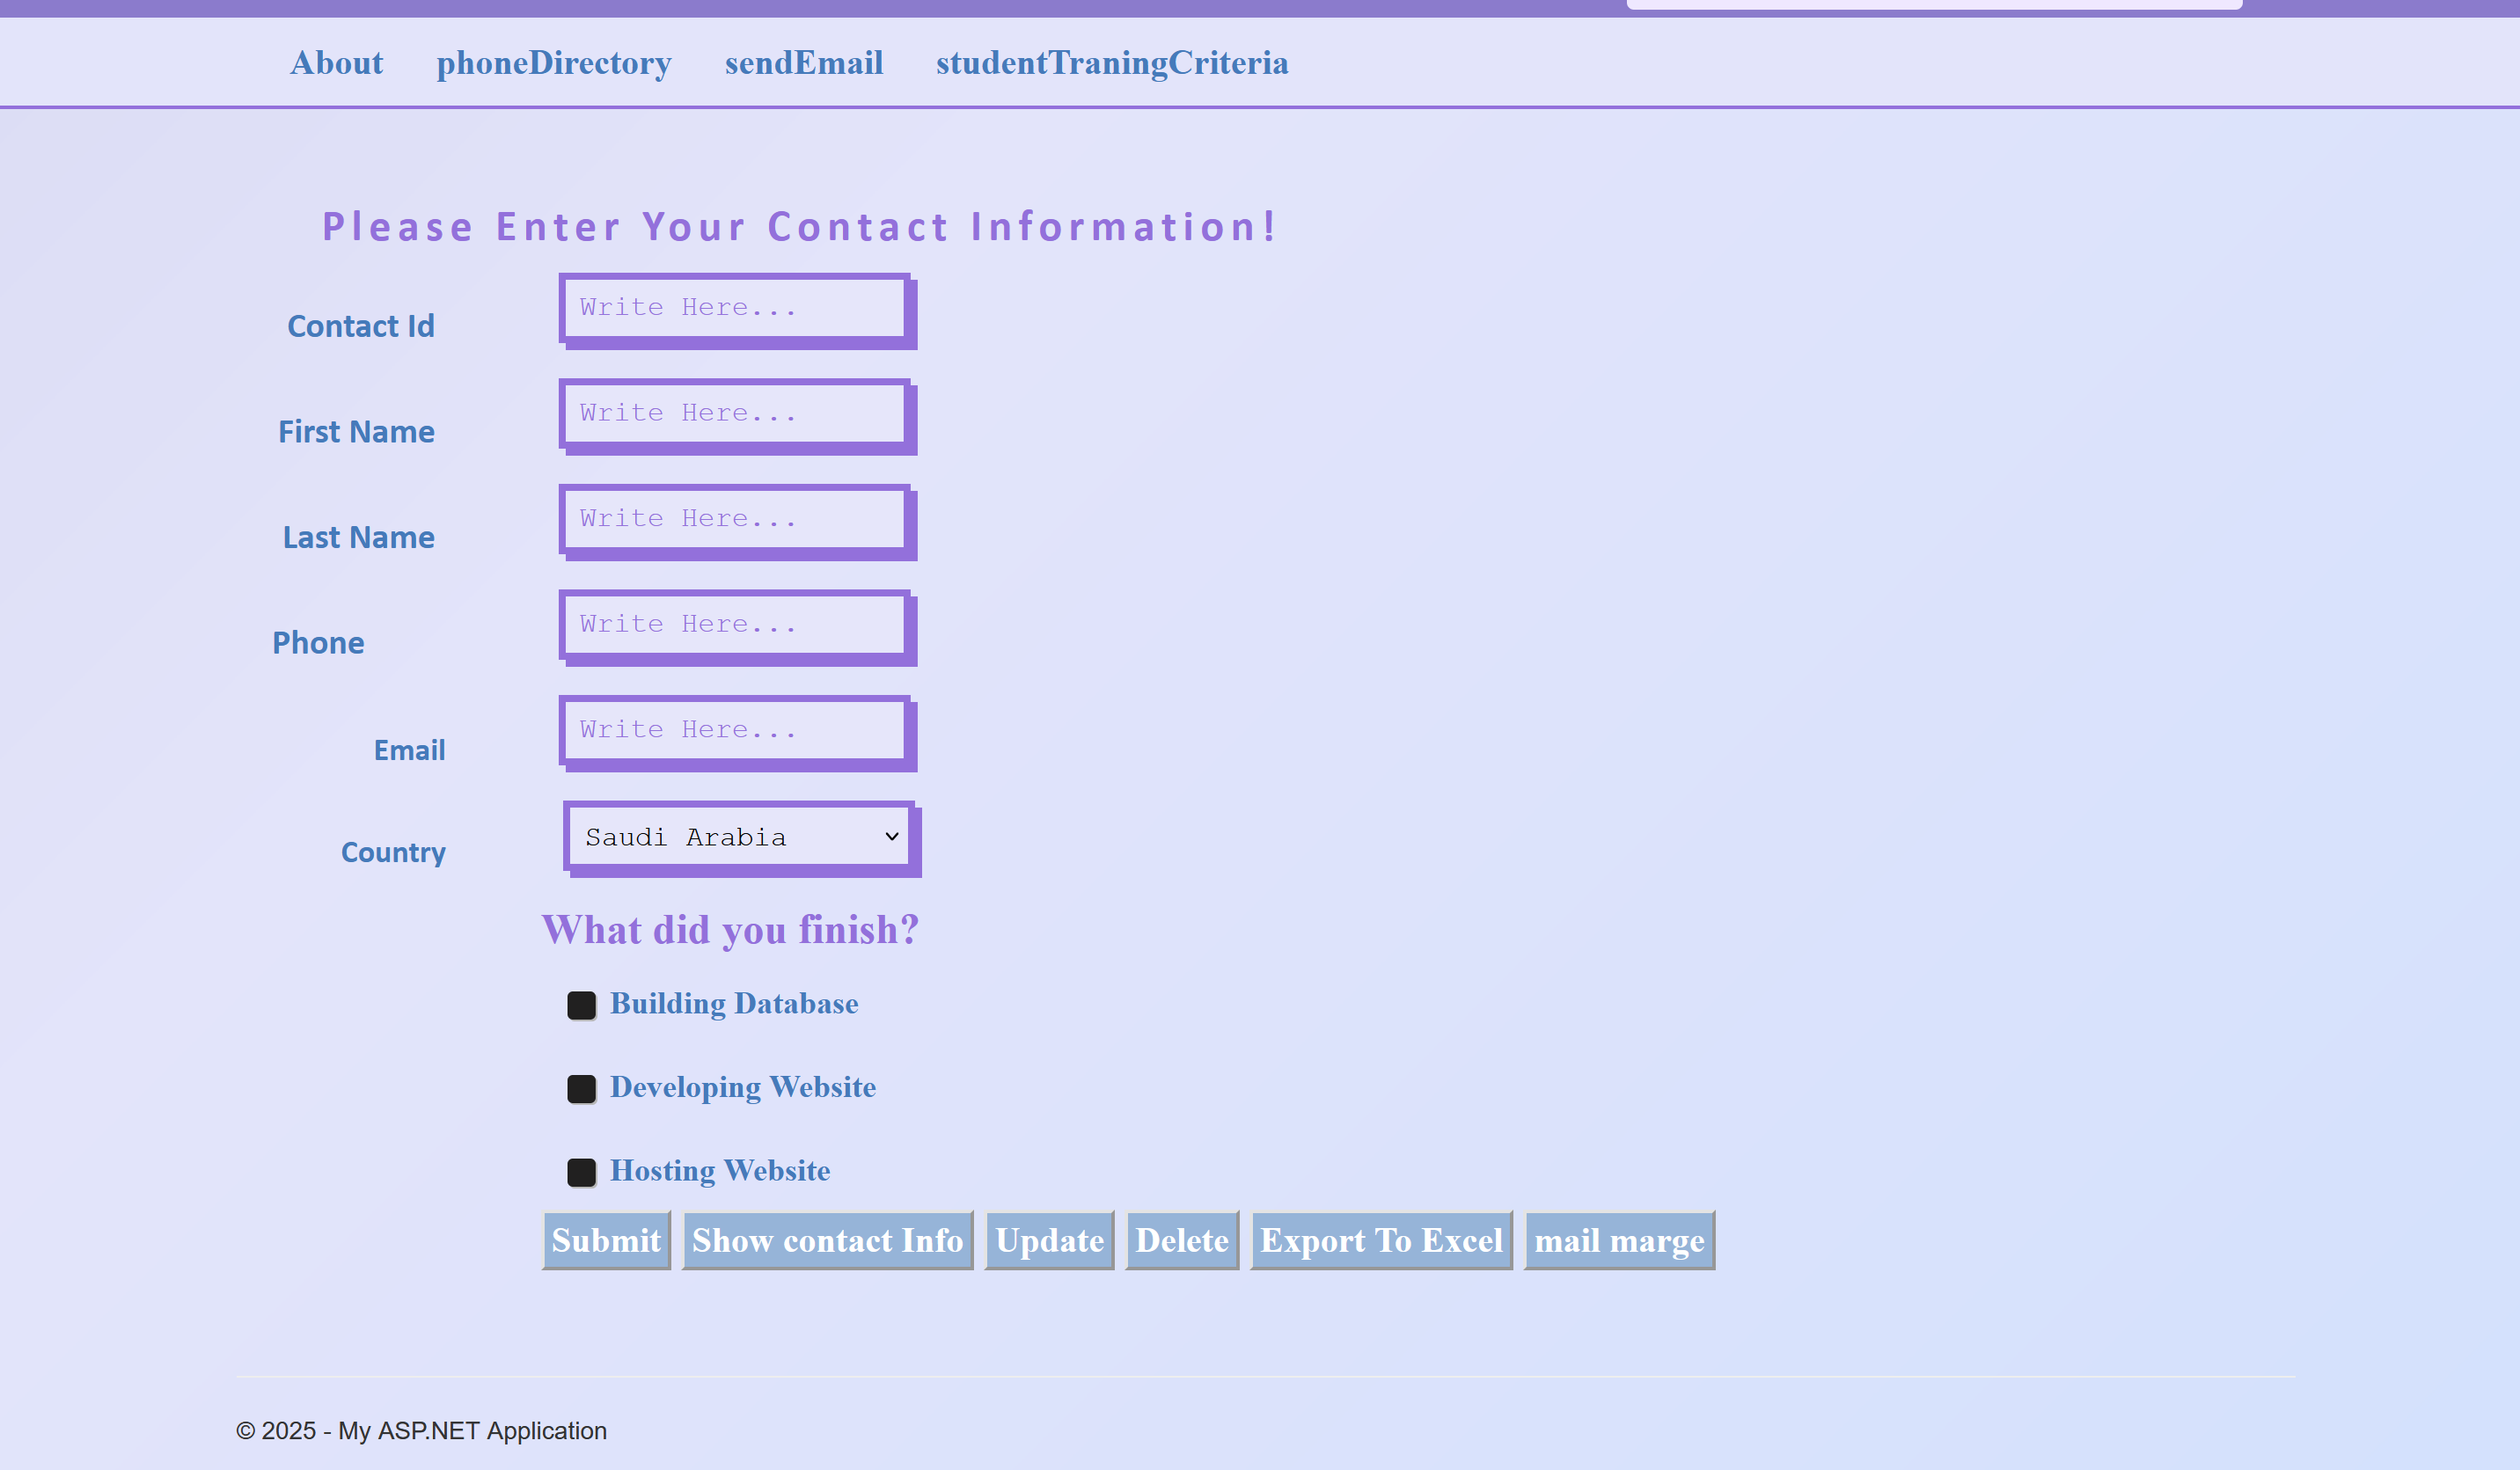 About phoneDirectory sendEmail studentTraningCriteria
Please Enter Your Contact Information!
Contact Id Write Here...
First Name Write Here...
Last Name Write Here...
Phone Write Here...
Email Write Here...
Country Saudi Arabia
What did you finish?
Building Database
Developing Website
Hosting Website
Submit Show contact Info Update Delete Export To Excel mail marge
© 2025 - My ASP.NET Application